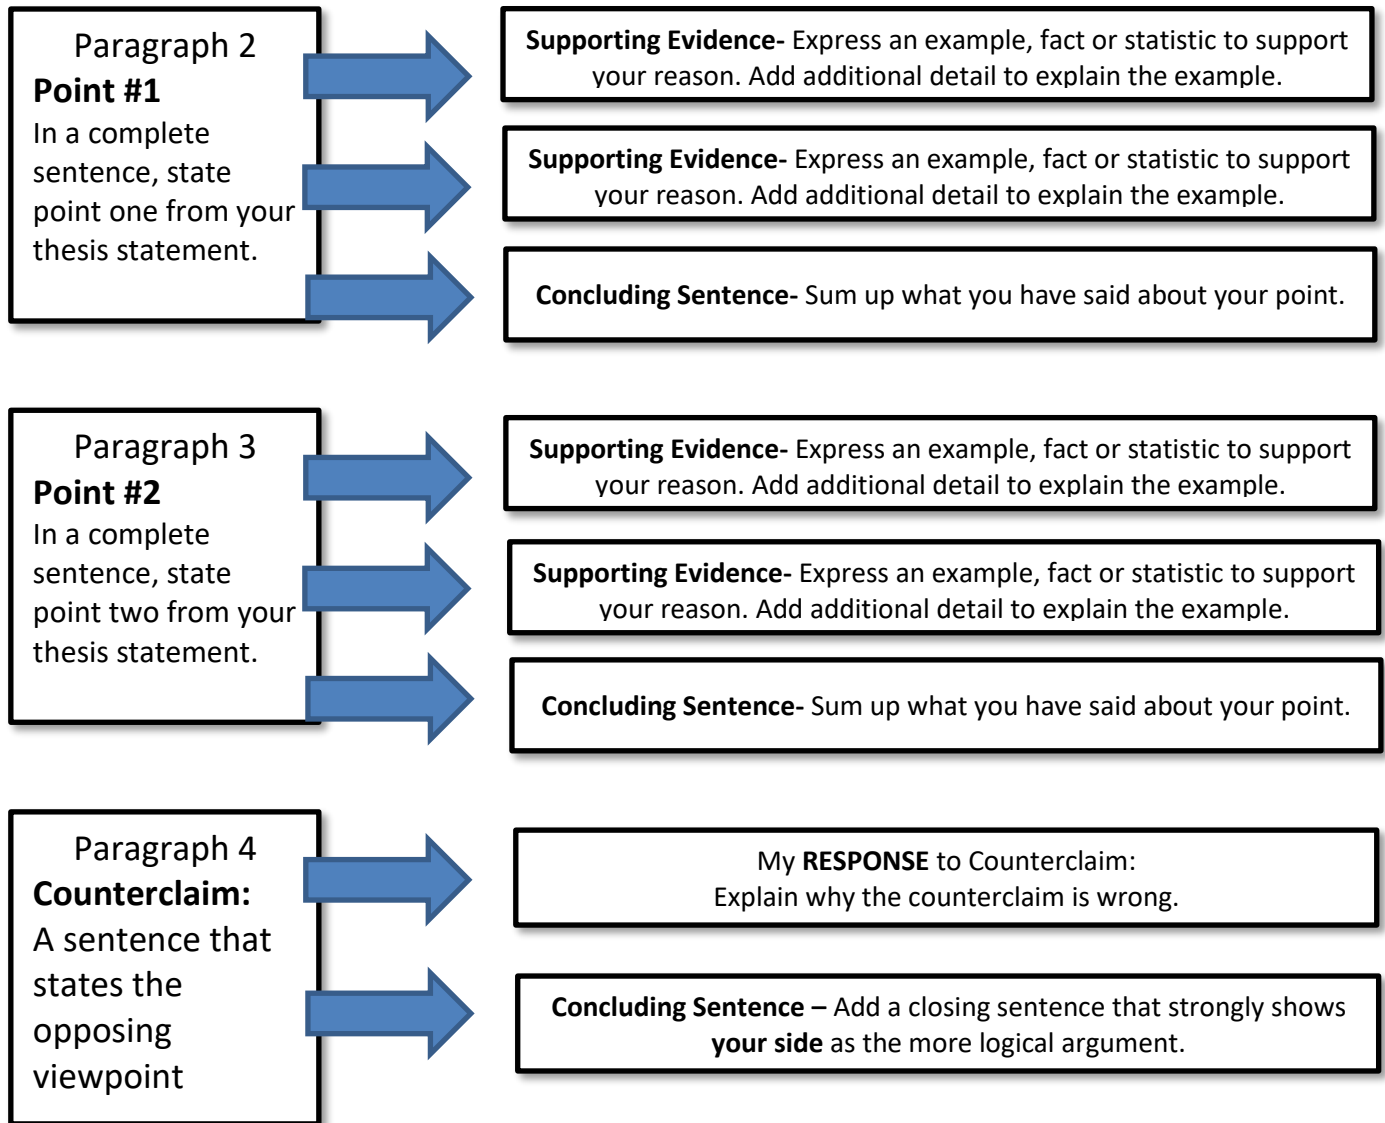 Paragraph 2
Point #1
In a complete
sentence, state
point one from your
thesis statement.
Supporting Evidence- Express an example, fact or statistic to support
your reason. Add additional detail to explain the example.
Supporting Evidence- Express an example, fact or statistic to support
your reason. Add additional detail to explain the example.
Concluding Sentence- Sum up what you have said about your point.
Paragraph 3
Point #2
In a complete
sentence, state
point two from your
thesis statement.
Supporting Evidence- Express an example, fact or statistic to support
your reason. Add additional detail to explain the example.
Supporting Evidence- Express an example, fact or statistic to support
your reason. Add additional detail to explain the example.
Concluding Sentence- Sum up what you have said about your point.
Paragraph 4
Counterclaim:
A sentence that
states the
opposing
viewpoint
My RESPONSE to Counterclaim:
Explain why the counterclaim is wrong.
Concluding Sentence – Add a closing sentence that strongly shows
your side as the more logical argument.